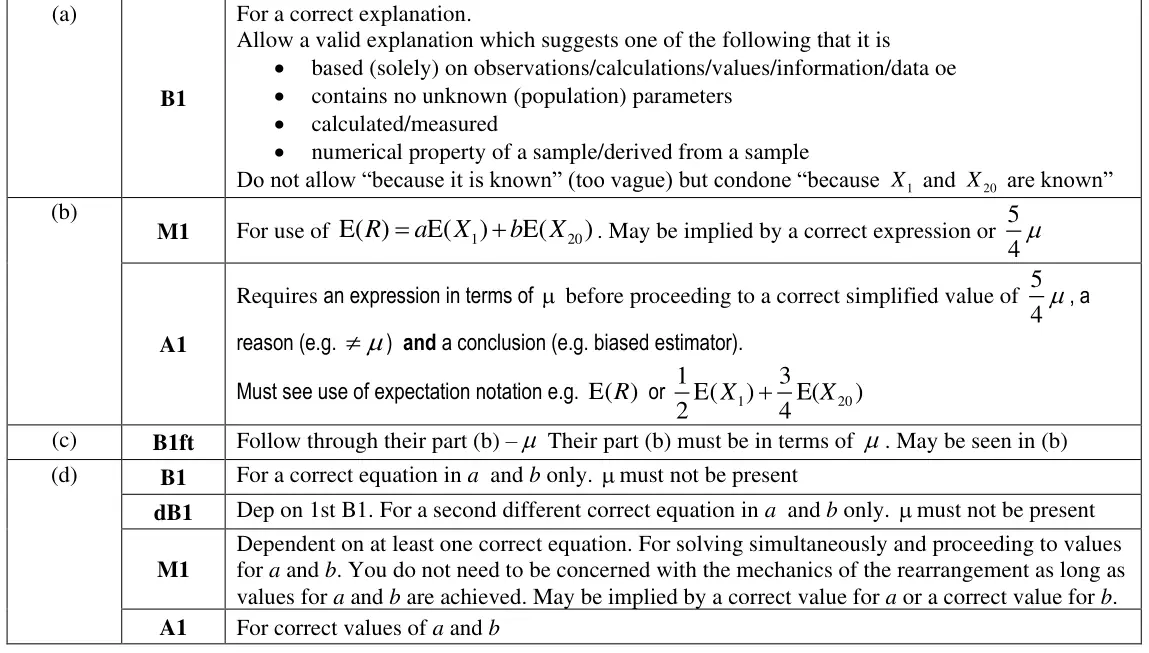 (a)
B1
For a correct explanation.
Allow a valid explanation which suggests one of the following that it is
• based (solely) on observations/calculations/values/information/data oe
• contains no unknown (population) parameters
• calculated/measured
• numerical property of a sample/derived from a sample
Do not allow “because it is known” (too vague) but condone “because X₁ and X₂₀ are known”
(b)
M1
For use of E(R) = aE(X₁) + bE(X₂₀). May be implied by a correct expression or 5/4 μ
A1
Requires an expression in terms of μ before proceeding to a correct simplified value of 5/4 μ, a
reason (e.g. ≠ μ) and a conclusion (e.g. biased estimator).
Must see use of expectation notation e.g. E(R) or 1/2 E(X₁) + 3/4 E(X₂₀)
(c)
B1ft
Follow through their part (b) – μ Their part (b) must be in terms of μ. May be seen in (b)
(d)
B1
For a correct equation in a and b only. μ must not be present
dB1
Dep on 1st B1. For a second different correct equation in a and b only. μ must not be present
M1
Dependent on at least one correct equation. For solving simultaneously and proceeding to values
for a and b. You do not need to be concerned with the mechanics of the rearrangement as long as
values for a and b are achieved. May be implied by a correct value for a or a correct value for b.
A1
For correct values of a and b